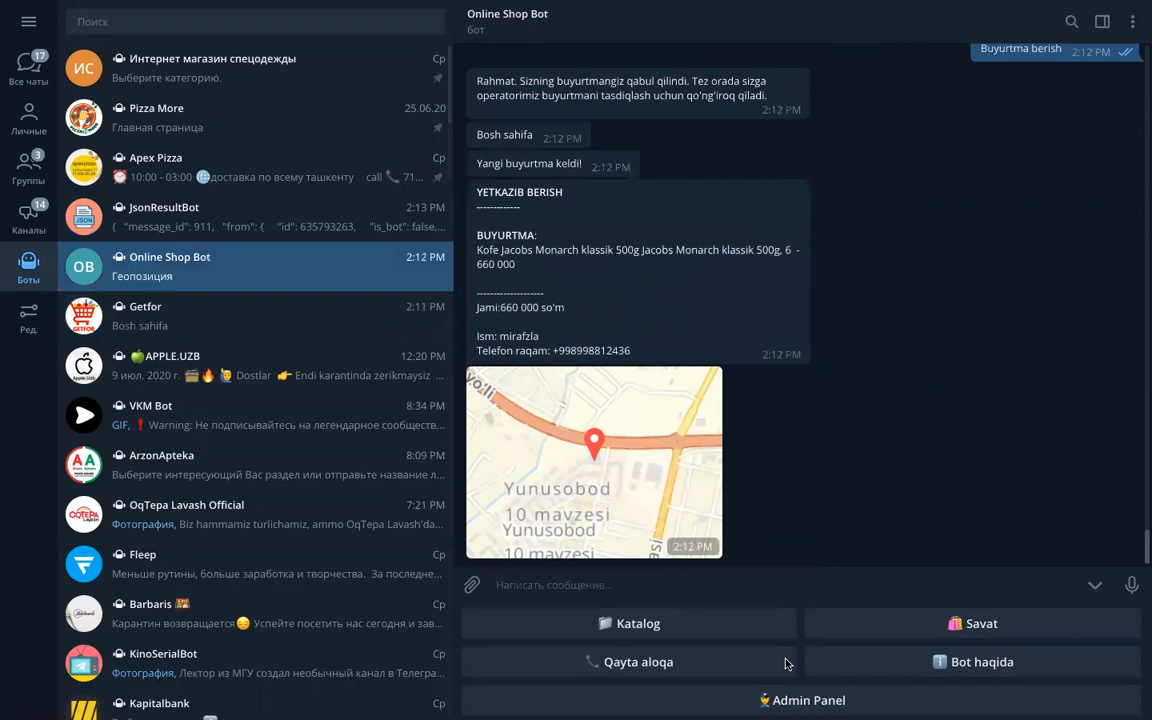 Поиск
17
Все чаты
Личные
3
Группы
14
Каналы
Боты
Ред.
ИС
Интернет магазин спецодежды
Ср
Выберите категорию.
Pizza More
25.06.20
Главная страница
Apex Pizza
Ср
10:00 - 03:00 доставка по всему ташкенту call 71...
JSON
JsonResultBot
2:13 PM
{ "message_id": 911, "from": { "id": 635793263, "is_bot": false,...
OB
Online Shop Bot
2:12 PM
Геопозиция
GETFOR
Getfor
2:11 PM
Bosh sahifa
Apple.Uzb
APPLE.UZB
12:20 PM
9 июл. 2020 г. Dostlar Endi karantinda zerikmaysiz ...
VKM Bot
8:34 PM
GIF, Warning: Не подписывайтесь на легендарное сообществ...
AA
ArzonApteka
8:09 PM
Выберите интересующий Вас раздел или отправьте название л...
OQTEPA
OqTepa Lavash Official
7:21 PM
Фотография, Biz hammamiz turlichamiz, ammo OqTepa Lavash'da...
Fleep
Ср
Меньше рутины, больше заработка и творчества. За последне...
Barbaris
Ср
Карантин возвращается Успейте посетить нас сегодня и зав...
KinoSerialBot
Ср
Фотография, Лектор из МГУ создал необычный канал в Телегра...
Kapitalbank
Ср
Online Shop Bot
бот
Buyurtma berish 2:12 PM
Rahmat. Sizning buyurtmangiz qabul qilindi. Tez orada sizga
operatorimiz buyurtmani tasdiqlash uchun qo'ng'iroq qiladi.
2:12 PM
Bosh sahifa 2:12 PM
Yangi buyurtma keldi! 2:12 PM
YETKAZIB BERISH
-------------
BUYURTMA:
Kofe Jacobs Monarch klassik 500g Jacobs Monarch klassik 500g, 6 -
660 000
--------------------
Jami:660 000 so'm
Ism: mirafzla
Telefon raqam: +998998812436
2:12 PM
yo'li
Yunusobod
10 mavzesi
Yunusobod
10 mavzesi
asi
2:12 PM
Написать сообщение...
Katalog
Savat
Qayta aloqa
Bot haqida
Admin Panel